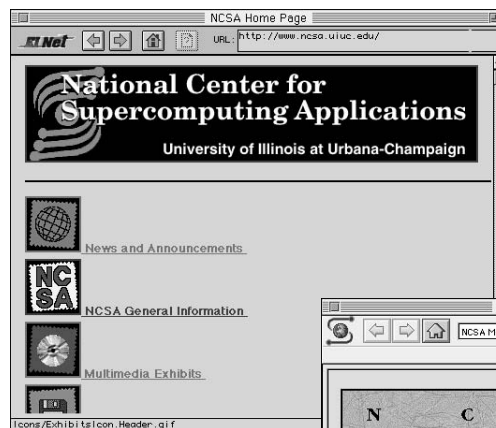 NCSA Home Page
EINet
URL: http://www.ncsa.uiuc.edu/
National Center for
Supercomputing Applications
University of Illinois at Urbana-Champaign
News and Announcements
NCSA
NCSA General Information
Multimedia Exhibits
NCSA M
N C
Icons/ExhibitsIcon.Header.gif